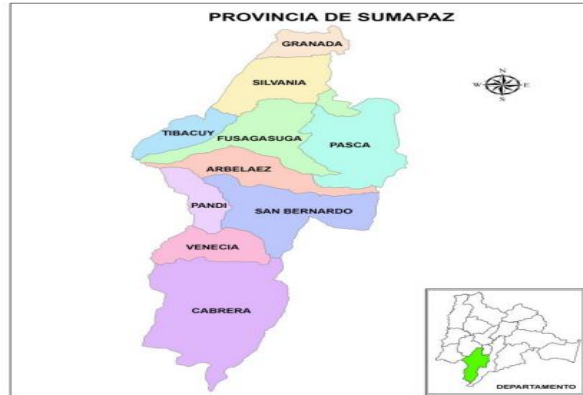 PROVINCIA DE SUMAPAZ
GRANADA
SILVANIA
N
W E
S
TIBACUY
FUSAGASUGA
PASCA
ARBELAEZ
PANDI
SAN BERNARDO
VENECIA
CABRERA
DEPARTAMENTO